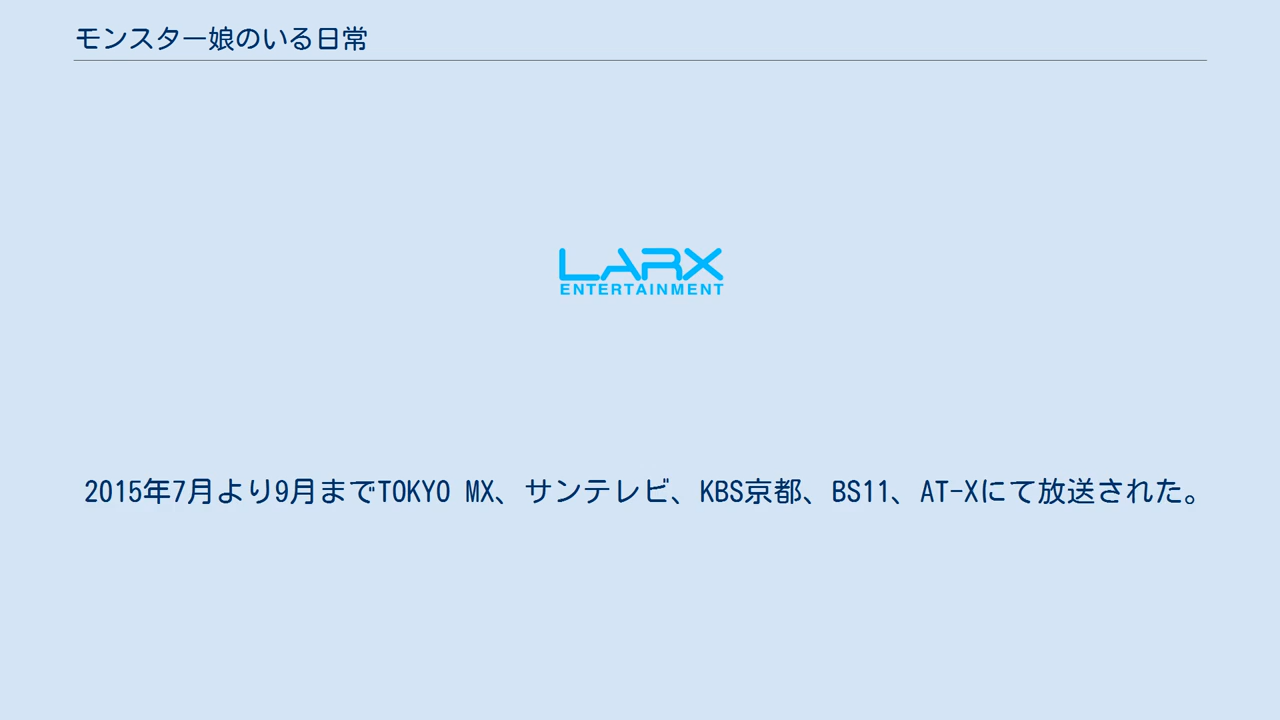 モンスター娘のいる日常
LARX
ENTERTAINMENT
2015年7月より9月までTOKYO MX、サンテレビ、KBS京都、BS11、AT-Xにて放送された。